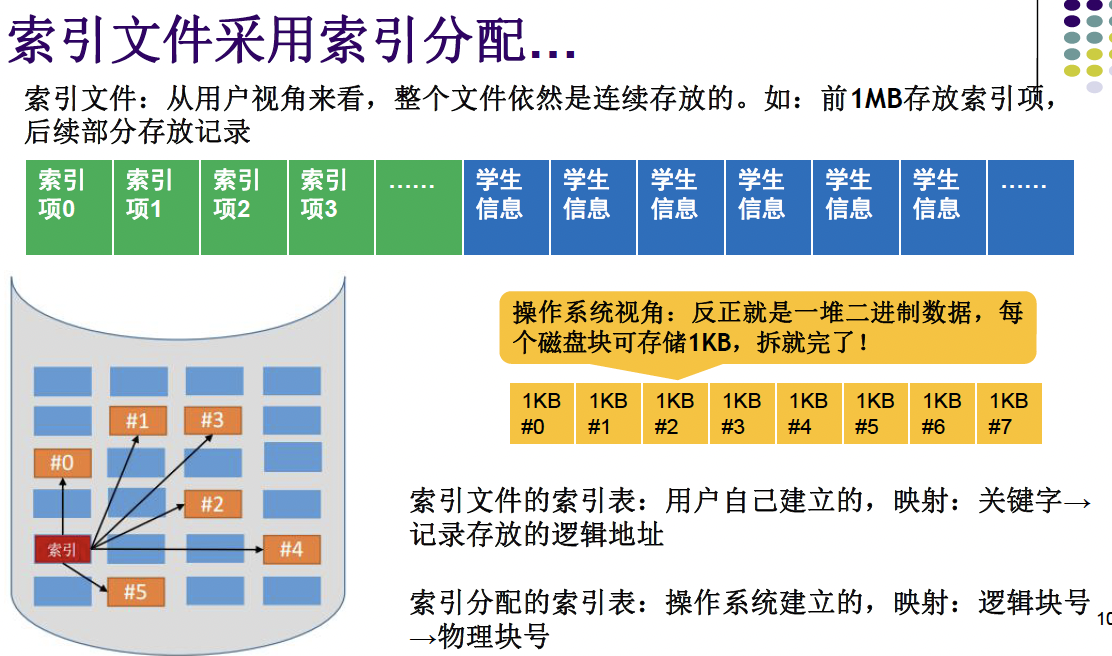 索引文件采用索引分配…
索引文件：从用户视角来看，整个文件依然是连续存放的。如：前1MB存放索引项，
后续部分存放记录
索引项0
索引项1
索引项2
索引项3
……
学生信息
学生信息
学生信息
学生信息
学生信息
学生信息
……
操作系统视角：反正就是一堆二进制数据，每
个磁盘块可存储1KB，拆就完了！
1KB #0
1KB #1
1KB #2
1KB #3
1KB #4
1KB #5
1KB #6
1KB #7
#1
#3
#0
#2
索引
#4
#5
索引文件的索引表：用户自己建立的，映射：关键字→
记录存放的逻辑地址
索引分配的索引表：操作系统建立的，映射：逻辑块号
→物理块号